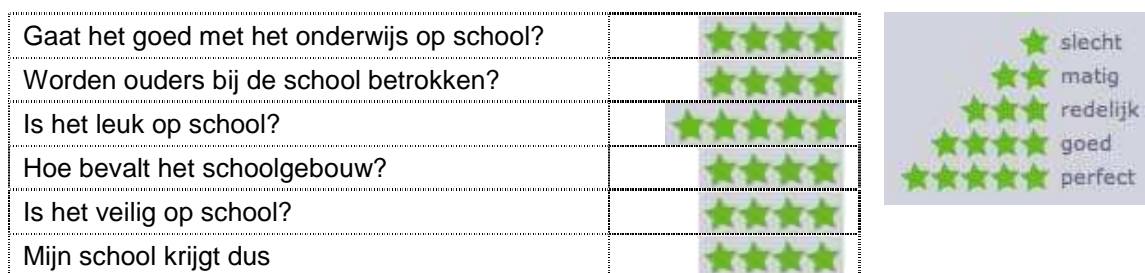 Gaat het goed met het onderwijs op school?
Worden ouders bij de school betrokken?
Is het leuk op school?
Hoe bevalt het schoolgebouw?
Is het veilig op school?
Mijn school krijgt dus
slecht
matig
redelijk
goed
perfect